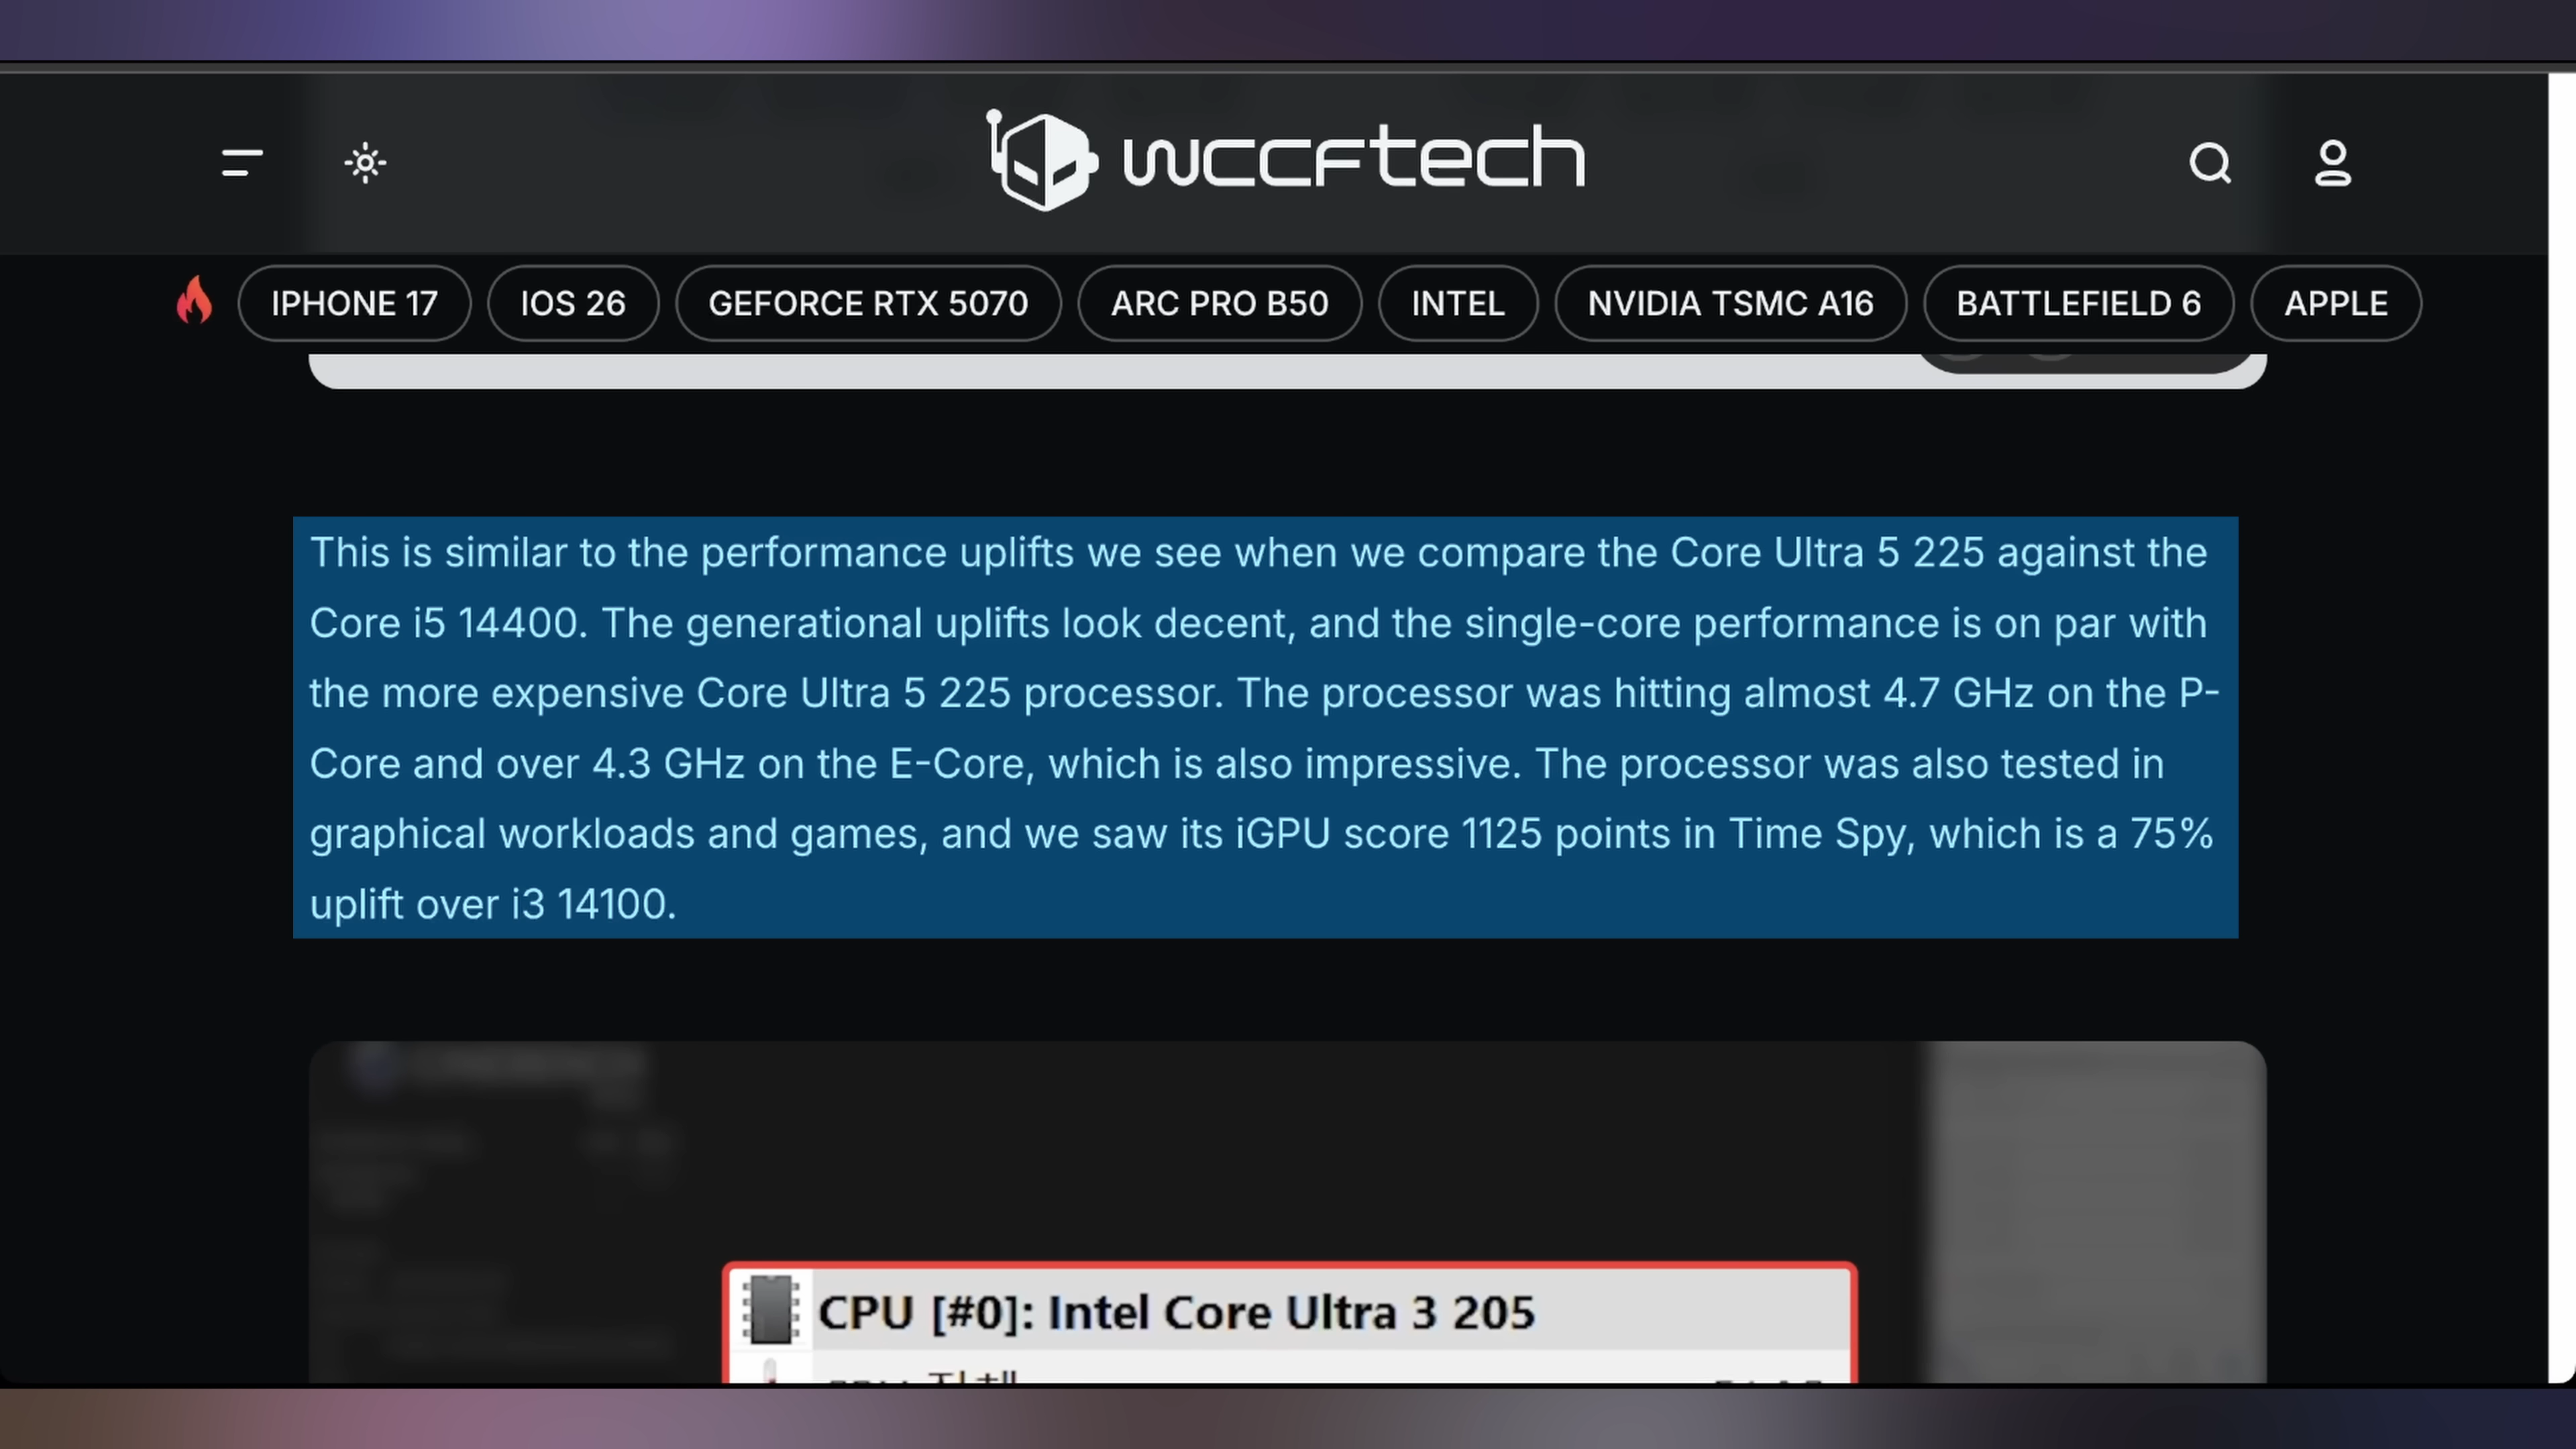 wccftech
IPHONE 17
IOS 26
GEFORCE RTX 5070
ARC PRO B50
INTEL
NVIDIA TSMC A16
BATTLEFIELD 6
APPLE
This is similar to the performance uplifts we see when we compare the Core Ultra 5 225 against the
Core i5 14400. The generational uplifts look decent, and the single-core performance is on par with
the more expensive Core Ultra 5 225 processor. The processor was hitting almost 4.7 GHz on the P-
Core and over 4.3 GHz on the E-Core, which is also impressive. The processor was also tested in
graphical workloads and games, and we saw its iGPU score 1125 points in Time Spy, which is a 75%
uplift over i3 14100.
CPU [#0]: Intel Core Ultra 3 205